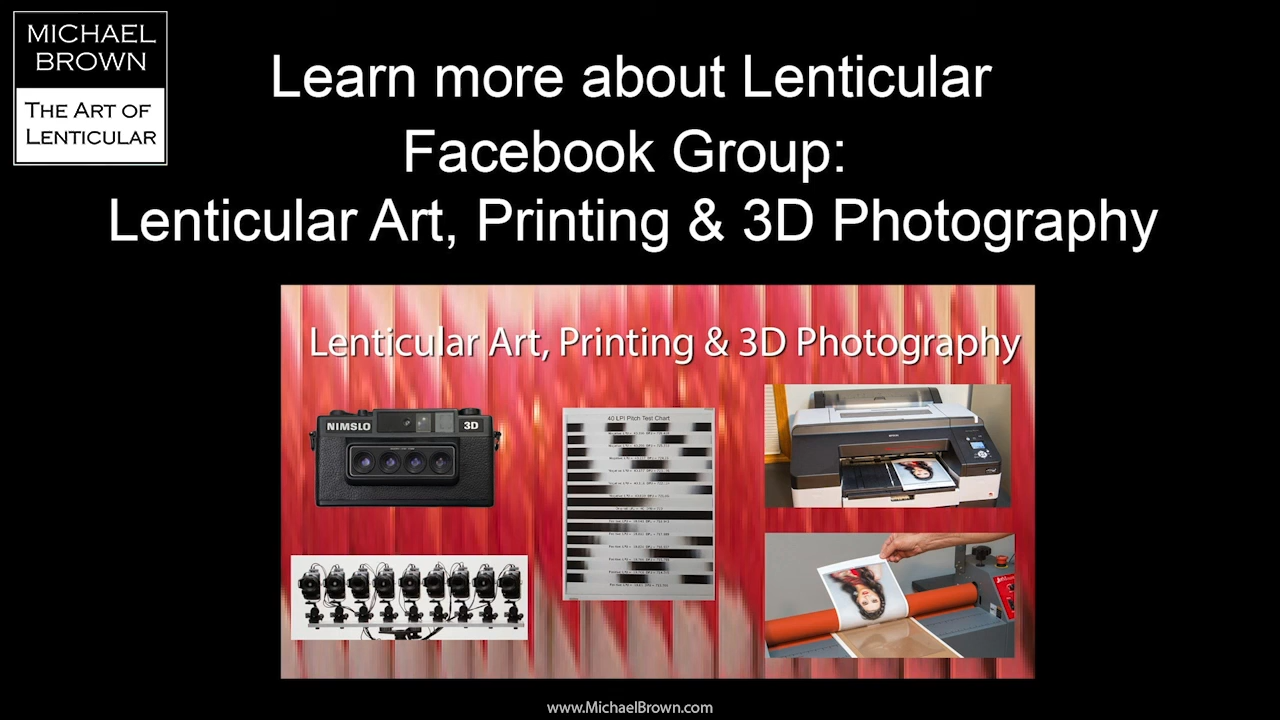 MICHAEL
BROWN
THE ART OF
LENTICULAR
Learn more about Lenticular
Facebook Group:
Lenticular Art, Printing & 3D Photography
Lenticular Art, Printing & 3D Photography
NIMSLO 3D
40 LPI Pitch Test Chart
EPSON
www.MichaelBrown.com